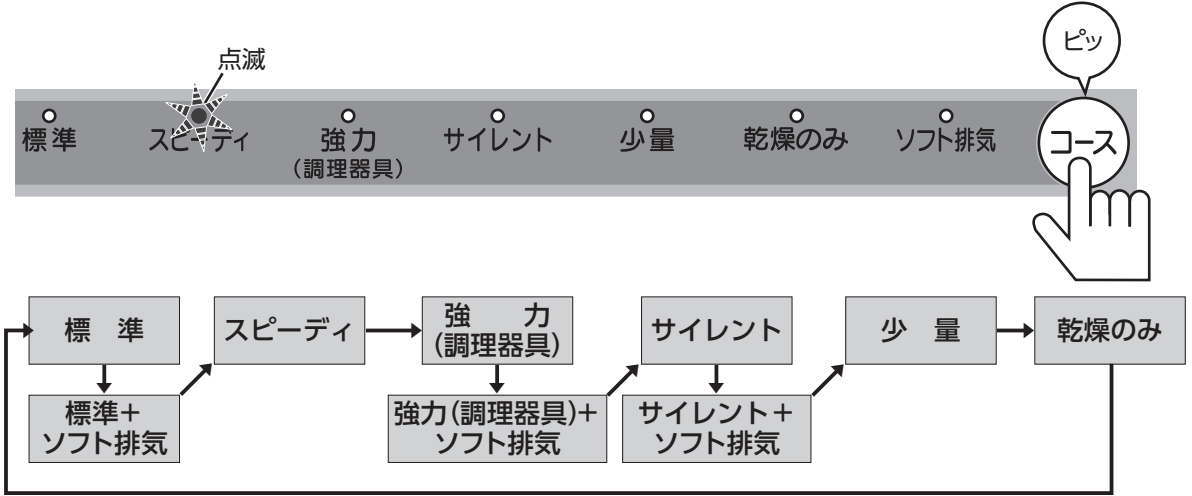 ピッ
点滅
標準
スピーディ
強力
(調理器具)
サイレント
少量
乾燥のみ
ソフト排気
コース
標　準
スピーディ
強　　力
(調理器具)
サイレント
少　量
乾燥のみ
標準＋
ソフト排気
強力(調理器具)＋
ソフト排気
サイレント＋
ソフト排気